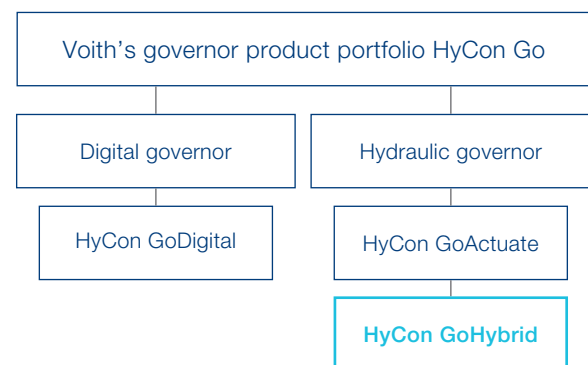 Voith’s governor product portfolio HyCon Go
Digital governor
Hydraulic governor
HyCon GoDigital
HyCon GoActuate
HyCon GoHybrid